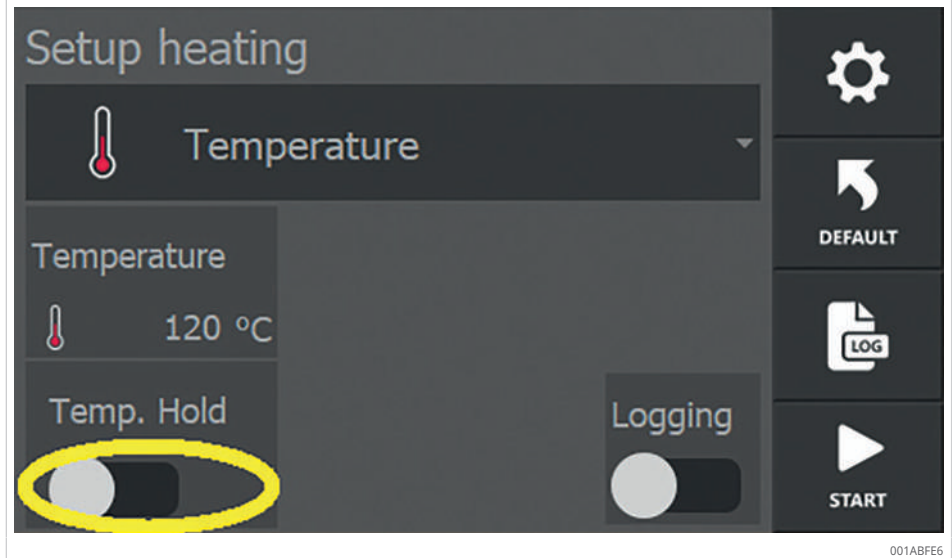 Setup heating
Temperature
DEFAULT
Temperature
120 °C
LOG
Temp. Hold
Logging
START
001ABFE6